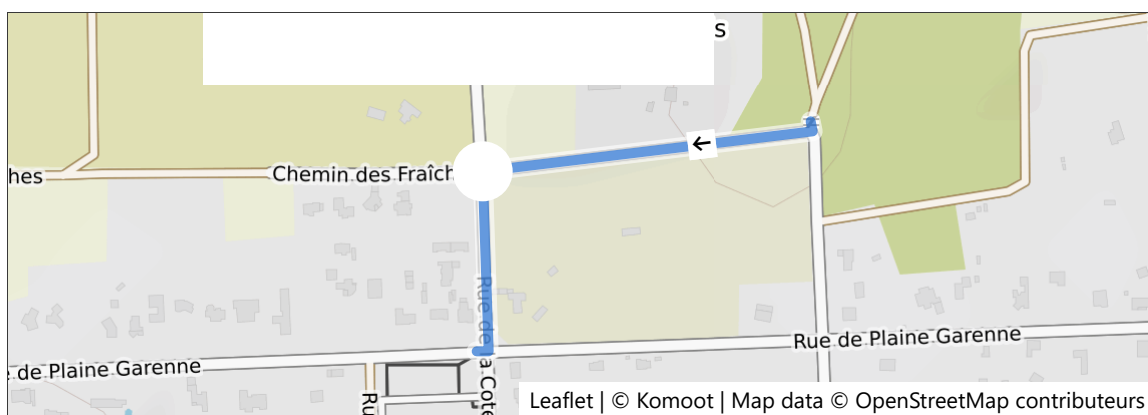 s
hes
Chemin des Fraîch
Rue de la Cote
Rue de Plaine Garenne
e de Plaine Garenne
Ru
Leaflet | © Komoot | Map data © OpenStreetMap contributeurs